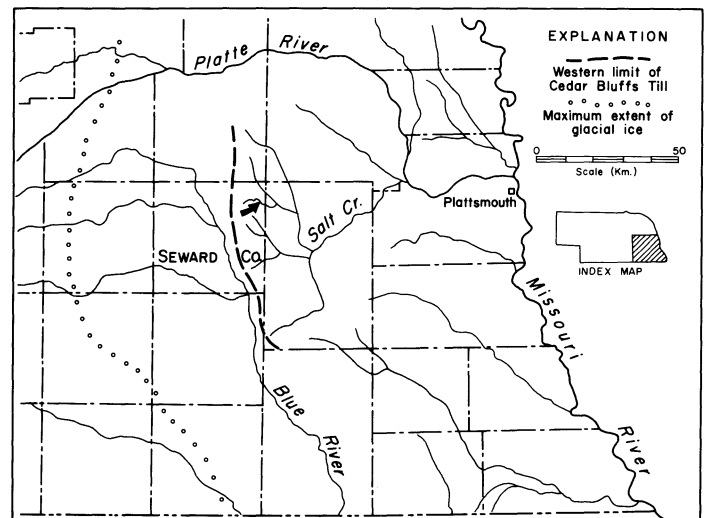 EXPLANATION
Western limit of
Cedar Bluffs Till
Maximum extent of
glacial ice
0 50
Scale (Km.)
INDEX MAP
Platte River
Plattsmouth
Salt Cr.
SEWARD Co.
Missouri
River
Blue
River